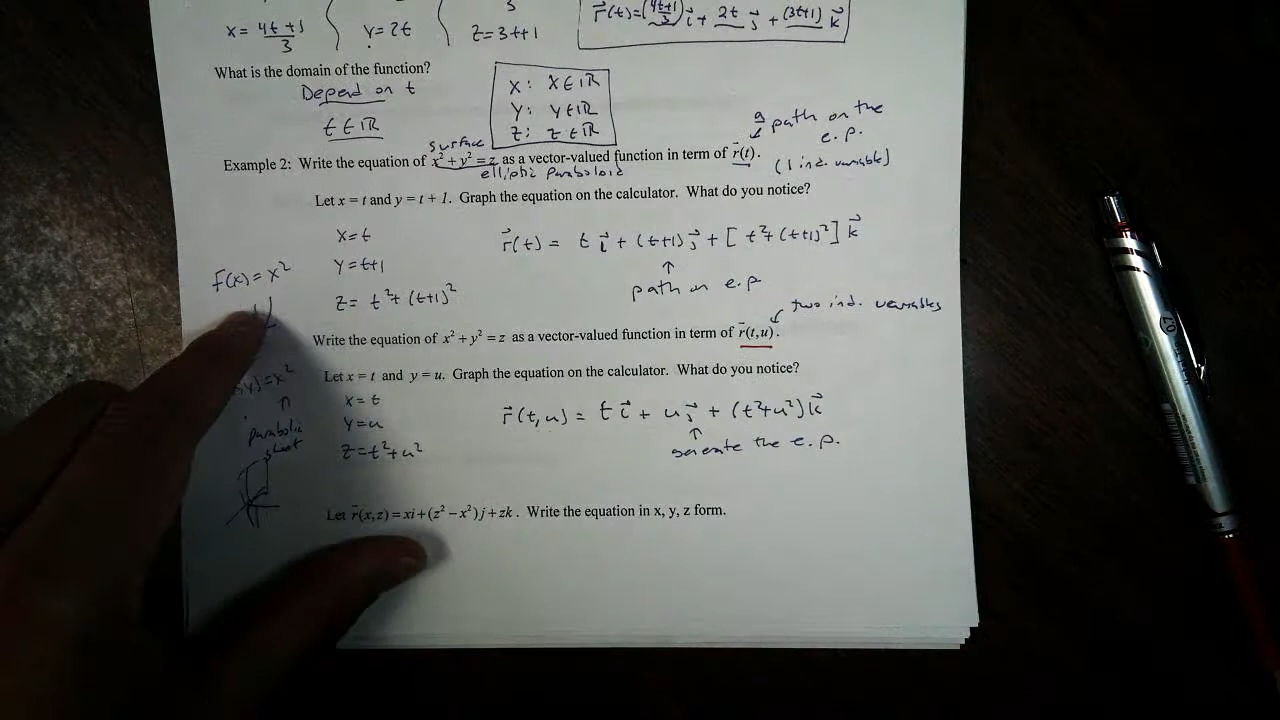 3
r⃗(t)=(4t+1)/3 i⃗ + 2t j⃗ + (3t+1) k⃗
x = 4t+1/3 y=2t z=3t+1
What is the domain of the function?
Depend on t
t∈ℝ
x: x∈ℝ
y: y∈ℝ
z: z∈ℝ
surface
a path on the
e.p.
Example 2: Write the equation of x²+y²=z as a vector-valued function in term of r⃗(t).
elliptic paraboloid
(1 ind. variable)
Let x = t and y = t + 1. Graph the equation on the calculator. What do you notice?
x=t
y=t+1
z= t²+(t+1)²
r⃗(t) = t i⃗ + (t+1) j⃗ + [t²+(t+1)²] k⃗
↑
path on e.p
f(x)=x²
two ind. variables
Write the equation of x²+y²=z as a vector-valued function in term of r⃗(t,u).
Let x=t and y=u. Graph the equation on the calculator. What do you notice?
x=t
y=u
z=t²+u²
r⃗(t,u) = t i⃗ + u j⃗ + (t²+u²) k⃗
↑
generate the e.p.
y)=x²
↑
parabolic
sheet
Let r⃗(x,z)=xi+(z²−x²)j+zk. Write the equation in x, y, z form.